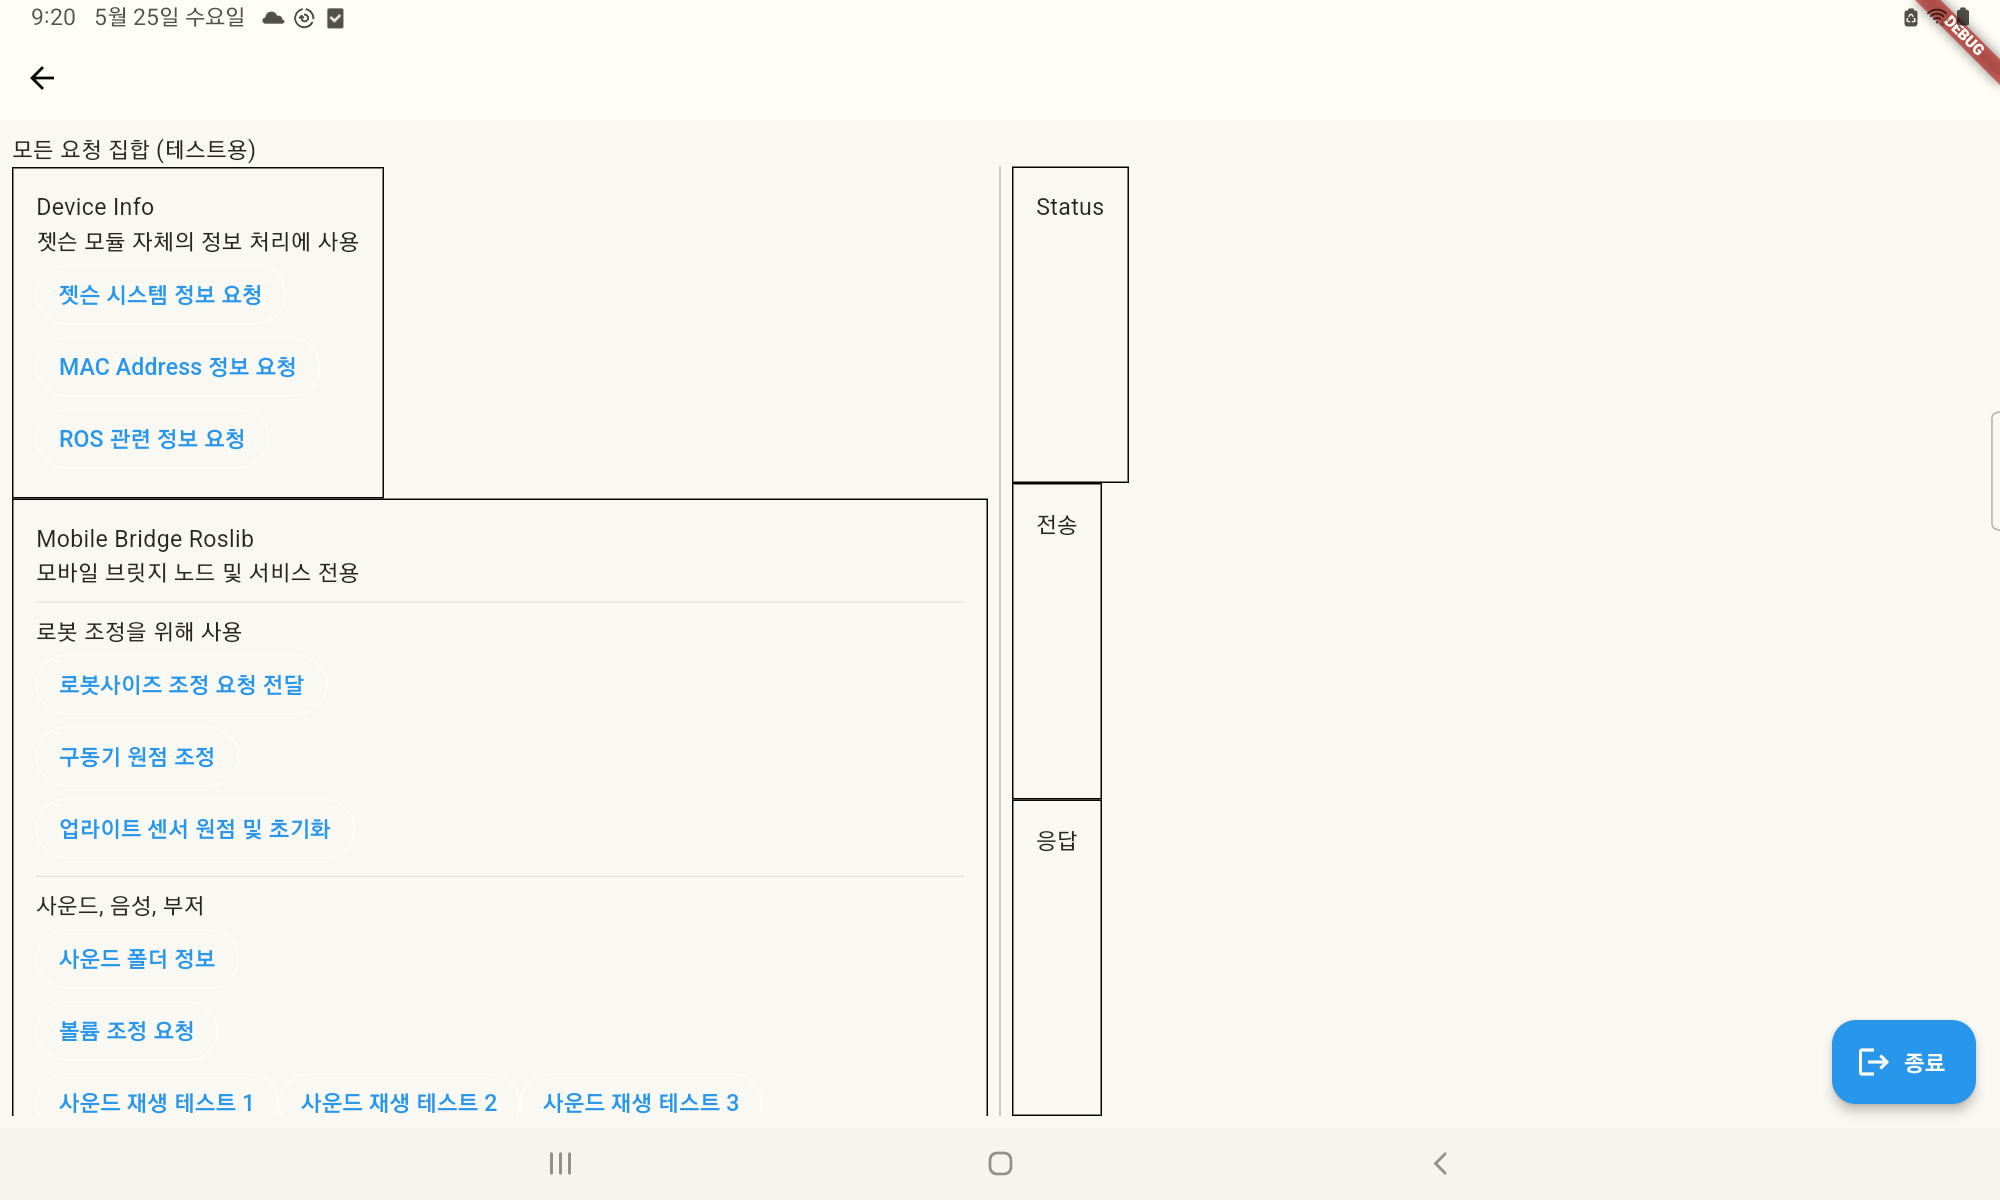 9:20 5월 25일 수요일
DEBUG
모든 요청 집합 (테스트용)
Device Info
젯슨 모듈 자체의 정보 처리에 사용
젯슨 시스템 정보 요청
MAC Address 정보 요청
ROS 관련 정보 요청
Mobile Bridge Roslib
모바일 브릿지 노드 및 서비스 전용
로봇 조정을 위해 사용
로봇사이즈 조정 요청 전달
구동기 원점 조정
업라이트 센서 원점 및 초기화
사운드, 음성, 부저
사운드 폴더 정보
볼륨 조정 요청
사운드 재생 테스트 1 사운드 재생 테스트 2 사운드 재생 테스트 3
Status
전송
응답
종료